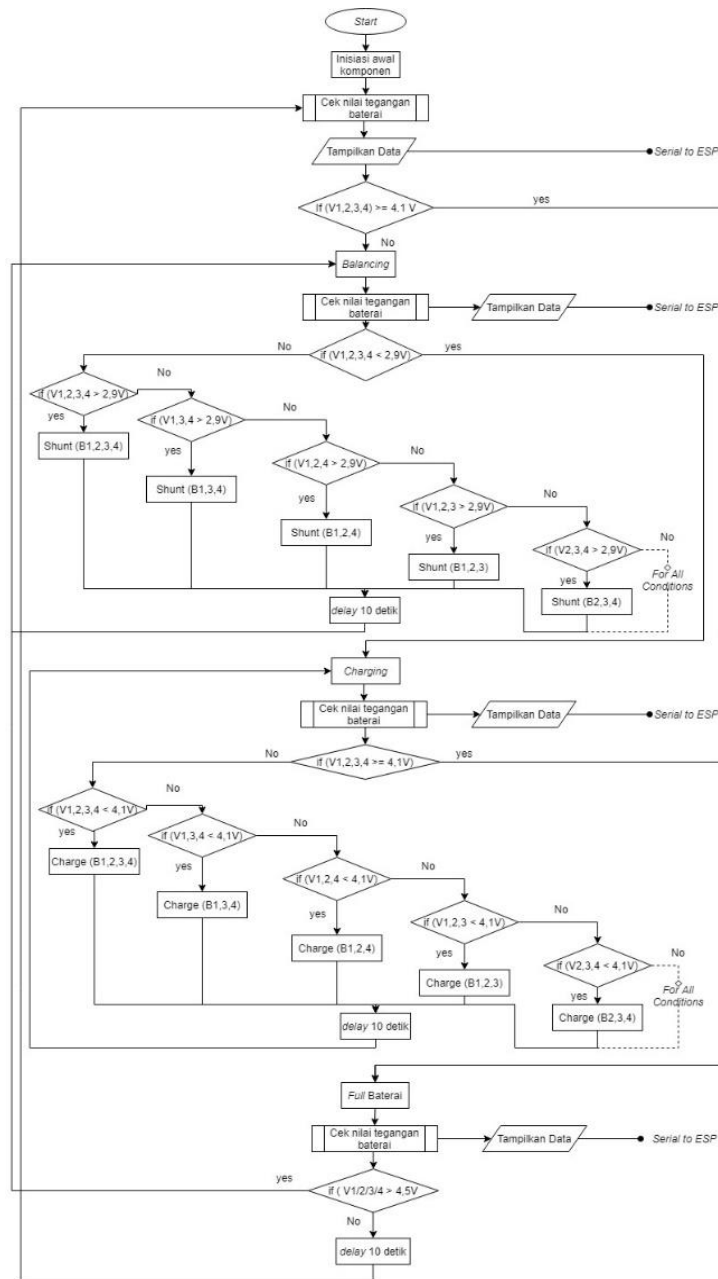 Start
Inisiasi awal
komponen
Cek nilai tegangan
baterai
Tampilkan Data
Serial to ESP
If (V1,2,3,4) >= 4,1 V
yes
No
Balancing
Cek nilai tegangan
baterai
Tampilkan Data
Serial to ESP
No
if (V1,2,3,4 < 2,9V)
yes
if (V1,2,3,4 > 2,9V)
No
yes
Shunt (B1,2,3,4)
if (V1,3,4 > 2,9V)
No
yes
Shunt (B1,3,4)
if (V1,2,4 > 2,9V)
No
yes
Shunt (B1,2,4)
if (V1,2,3 > 2,9V)
No
yes
Shunt (B1,2,3)
if (V2,3,4 > 2,9V)
No
yes
Shunt (B2,3,4)
For All
Conditions
delay 10 detik
Charging
Cek nilai tegangan
baterai
Tampilkan Data
Serial to ESP
No
if (V1,2,3,4 >= 4,1V)
yes
if (V1,2,3,4 < 4,1V)
No
yes
Charge (B1,2,3,4)
if (V1,3,4 < 4,1V)
No
yes
Charge (B1,3,4)
if (V1,2,4 < 4,1V)
No
yes
Charge (B1,2,4)
if (V1,2,3 < 4,1V)
No
yes
Charge (B1,2,3)
if (V2,3,4 < 4,1V)
No
yes
Charge (B2,3,4)
For All
Conditions
delay 10 detik
Full Baterai
Cek nilai tegangan
baterai
Tampilkan Data
Serial to ESP
yes
if ( V1/2/3/4 > 4,5V
No
delay 10 detik